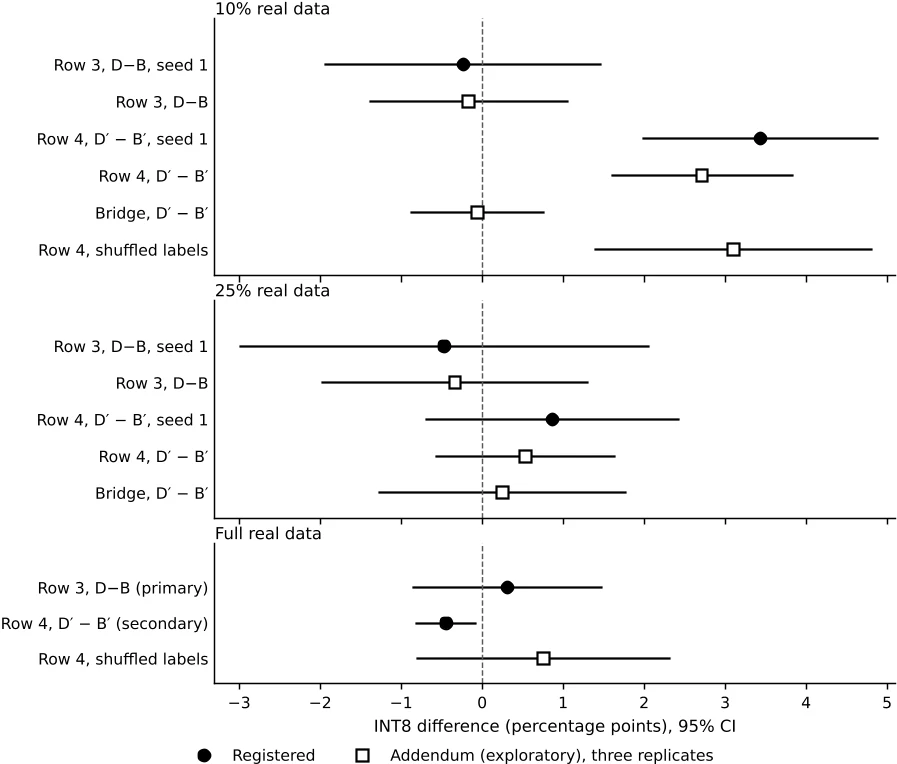 10% real data
Row 3, D−B, seed 1
Row 3, D−B
Row 4, D′ − B′, seed 1
Row 4, D′ − B′
Bridge, D′ − B′
Row 4, shuffled labels
25% real data
Row 3, D−B, seed 1
Row 3, D−B
Row 4, D′ − B′, seed 1
Row 4, D′ − B′
Bridge, D′ − B′
Full real data
Row 3, D−B (primary)
Row 4, D′ − B′ (secondary)
Row 4, shuffled labels
−3 −2 −1 0 1 2 3 4 5
INT8 difference (percentage points), 95% CI
Registered Addendum (exploratory), three replicates